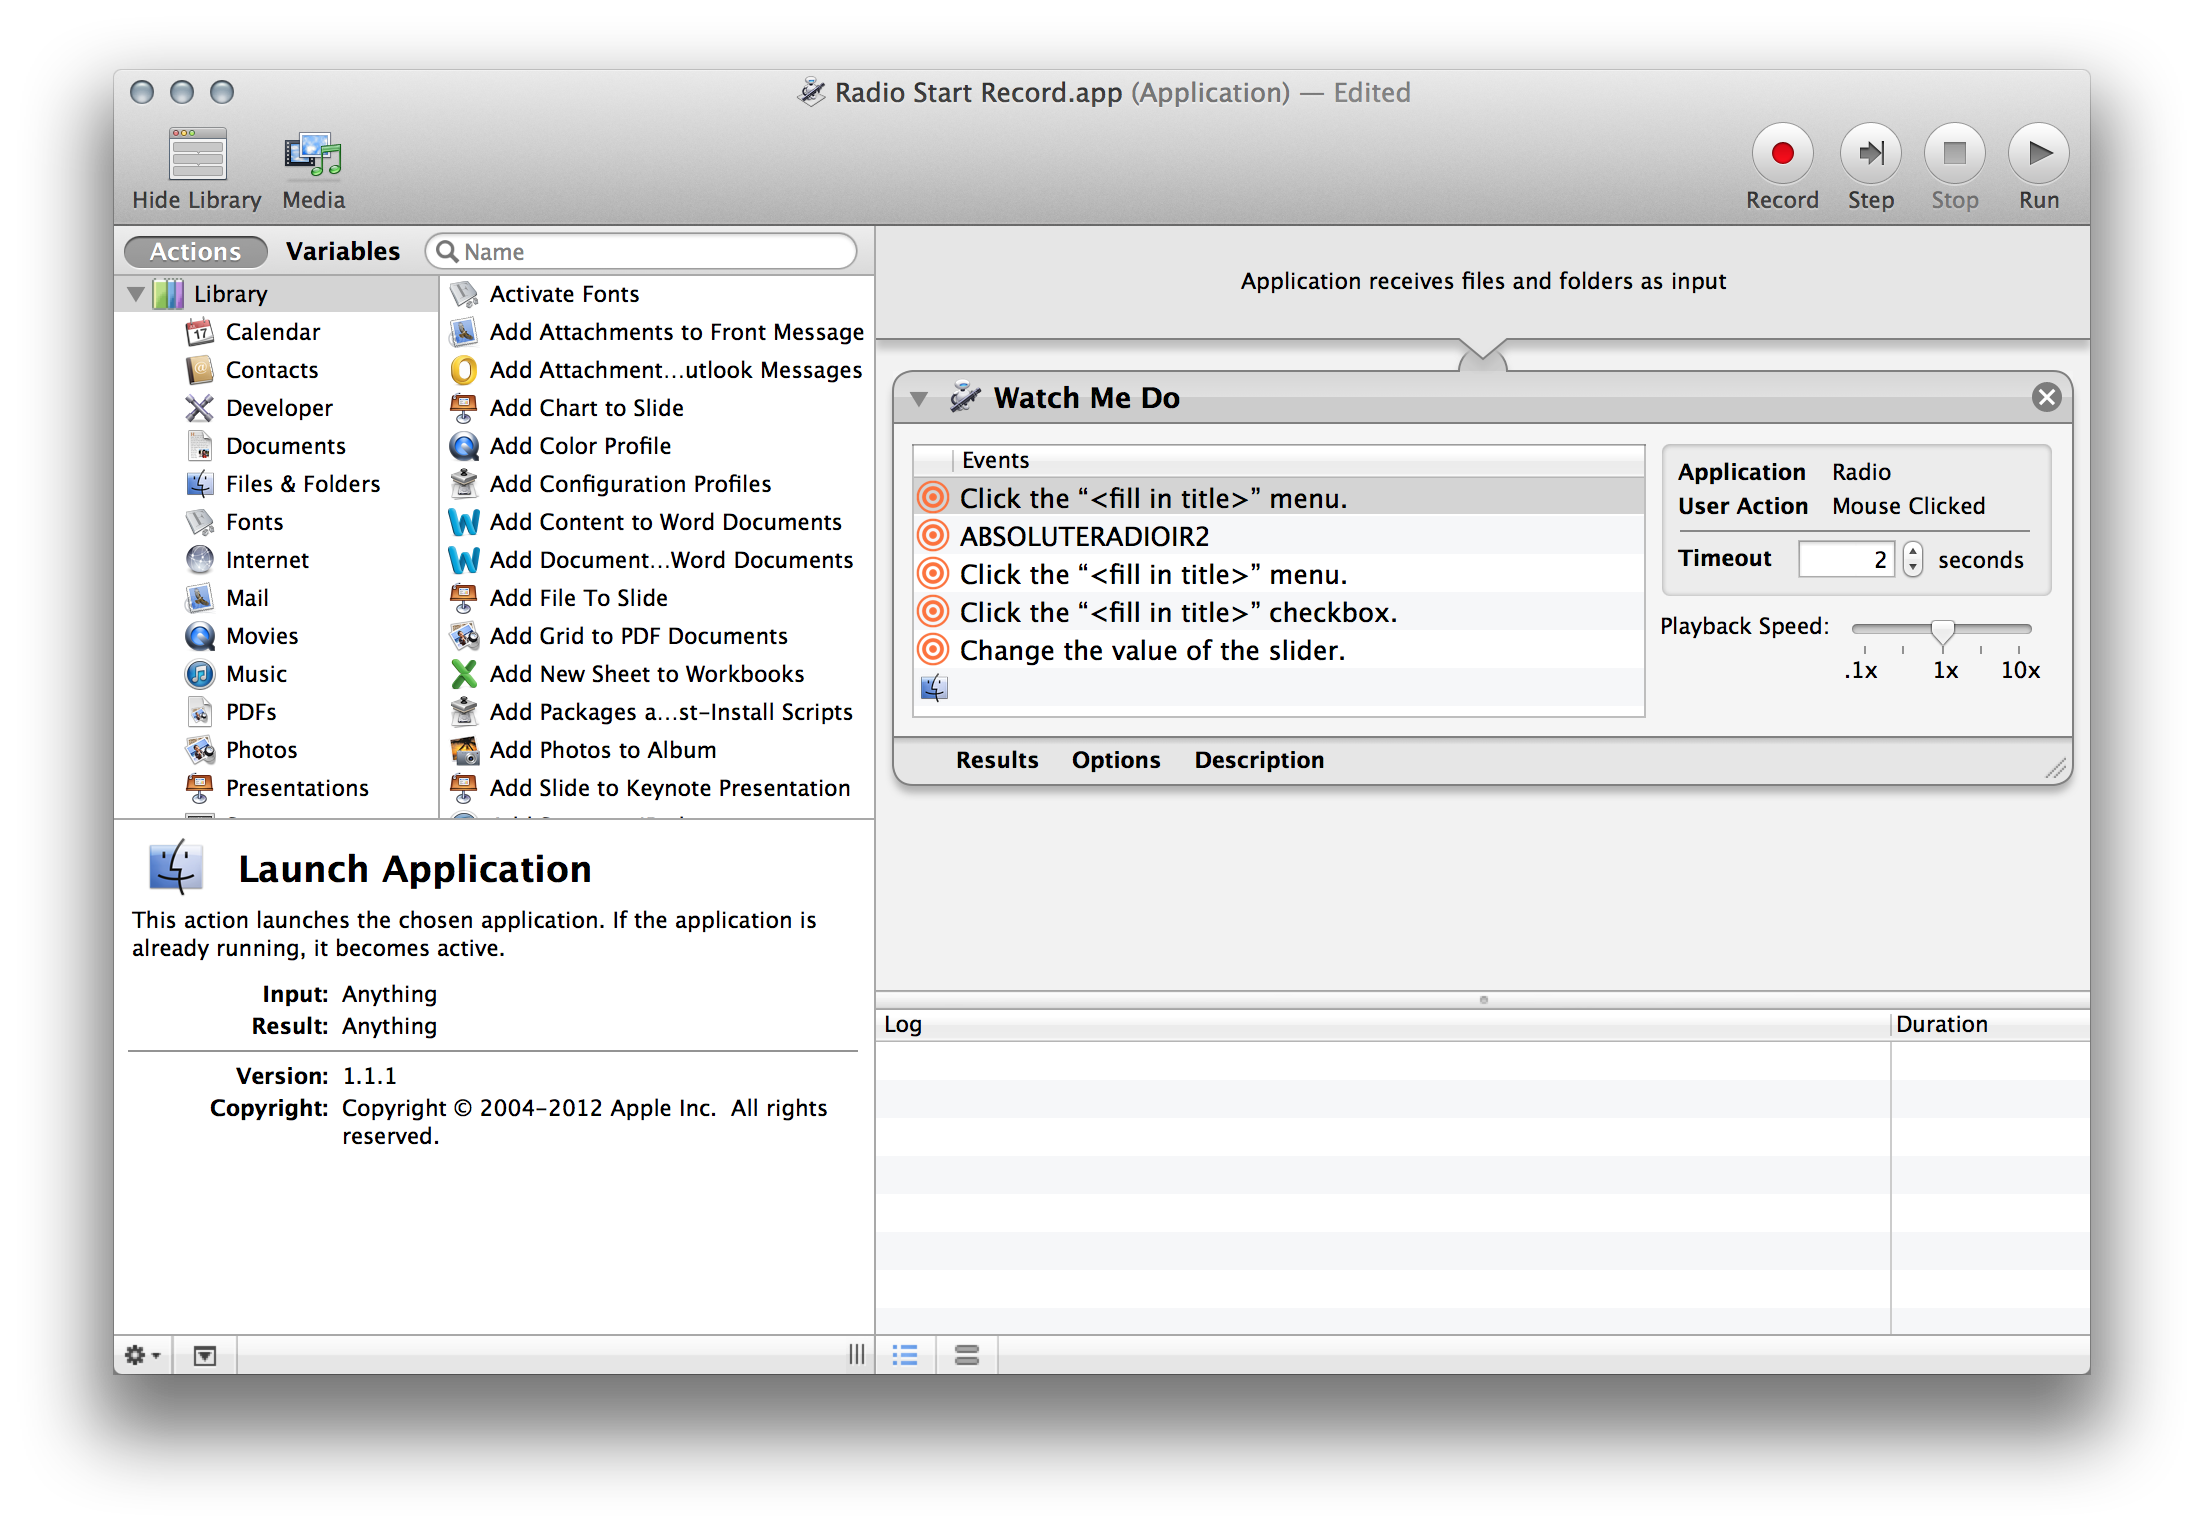 Radio Start Record.app (Application) — Edited
Hide Library
Media
Record
Step
Stop
Run
Actions
Variables
Name
Library
Calendar
17
Contacts
Developer
Documents
Files & Folders
Fonts
Internet
Mail
Movies
Music
PDFs
Photos
Presentations
Activate Fonts
Add Attachments to Front Message
Add Attachment...utlook Messages
Add Chart to Slide
Add Color Profile
Add Configuration Profiles
Add Content to Word Documents
Add Document...Word Documents
Add File To Slide
Add Grid to PDF Documents
Add New Sheet to Workbooks
Add Packages a...st-Install Scripts
Add Photos to Album
Add Slide to Keynote Presentation
Launch Application
This action launches the chosen application. If the application is
already running, it becomes active.
Input: Anything
Result: Anything
Version: 1.1.1
Copyright: Copyright © 2004-2012 Apple Inc. All rights
reserved.
Application receives files and folders as input
Watch Me Do
Events
Click the “<fill in title>” menu.
ABSOLUTERADIOIR2
Click the “<fill in title>” menu.
Click the “<fill in title>” checkbox.
Change the value of the slider.
Application Radio
User Action Mouse Clicked
Timeout 2 seconds
Playback Speed:
.1x 1x 10x
Results Options Description
Log Duration